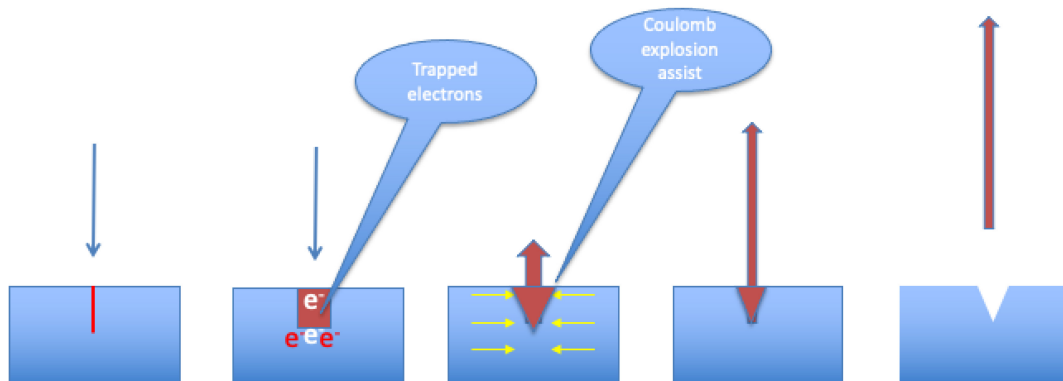 Trapped
electrons
Coulomb
explosion
assist
e⁻
e⁻e⁻e⁻